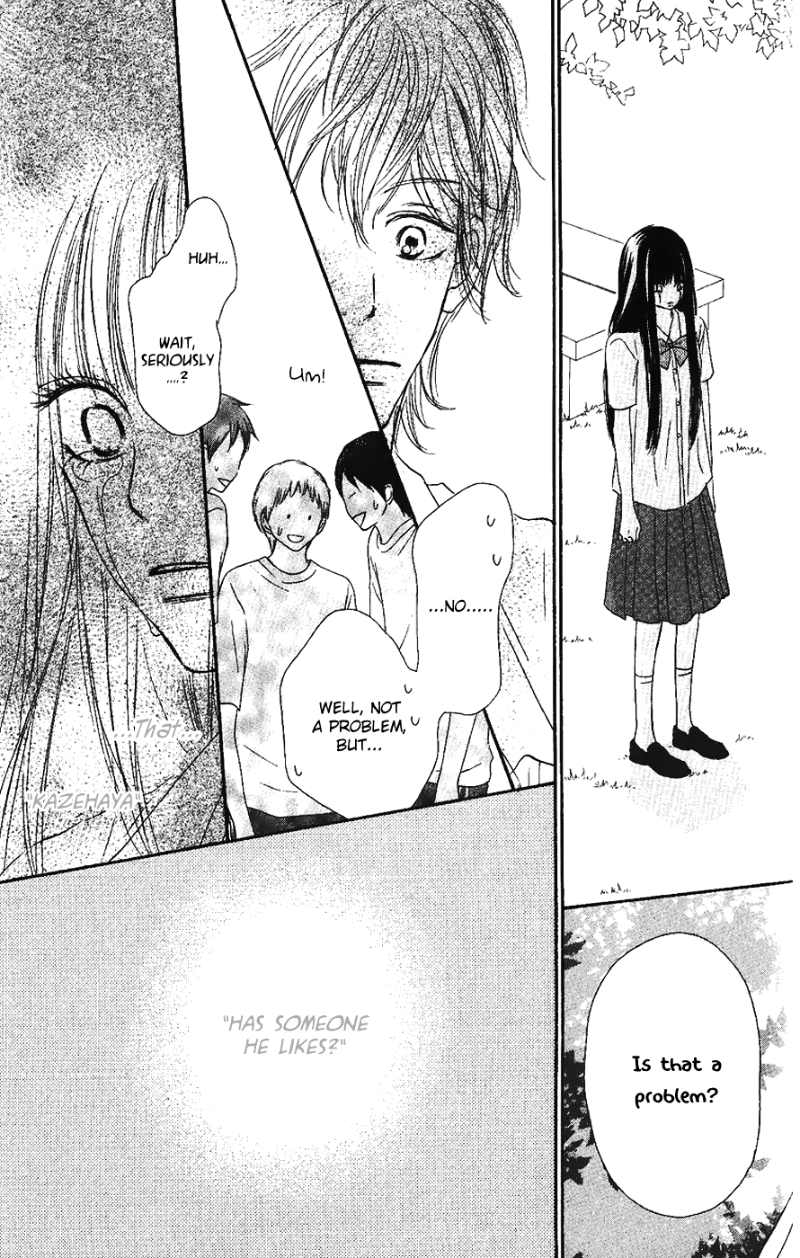 Is that a
problem?
...NO.....
WELL, NOT
A PROBLEM,
BUT...
Um!
HUH...
WAIT,
SERIOUSLY
....?
...That...
"KAZEHAYA"
"HAS SOMEONE
HE LIKES?"